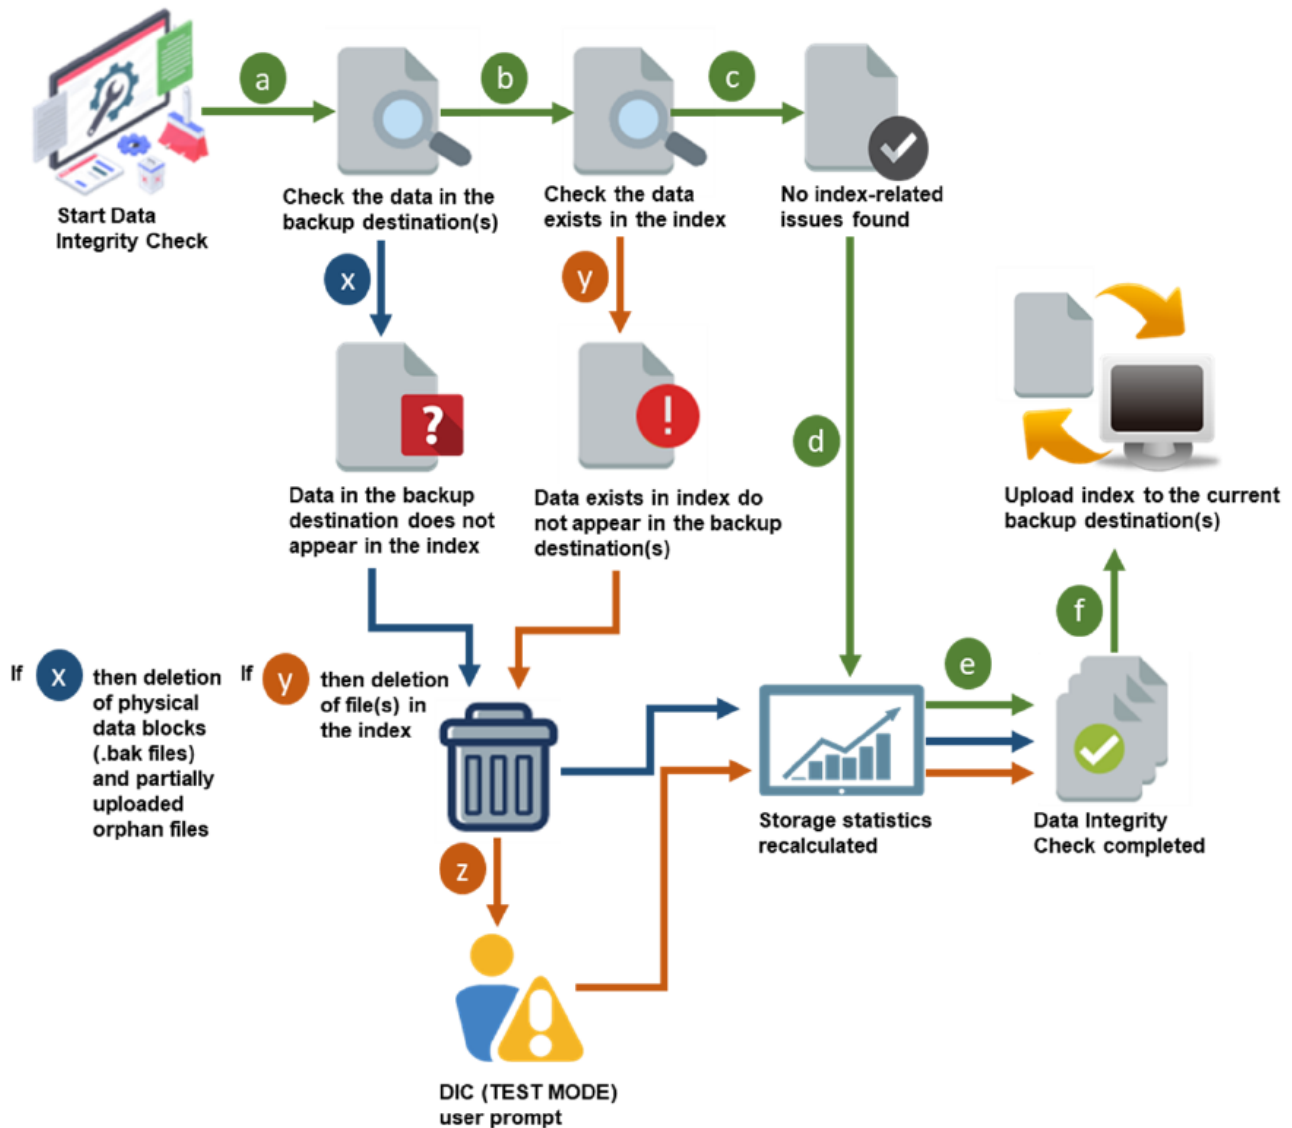 a
b
c
Start Data
Integrity Check
Check the data in the
backup destination(s)
Check the data
exists in the index
No index-related
issues found
x
y
?
!
d
Data in the backup
destination does not
appear in the index
Data exists in index do
not appear in the backup
destination(s)
Upload index to the current
backup destination(s)
If x then deletion
of physical
data blocks
(.bak files)
and partially
uploaded
orphan files
If y then deletion
of file(s) in
the index
e
f
Storage statistics
recalculated
Data Integrity
Check completed
z
DIC (TEST MODE)
user prompt